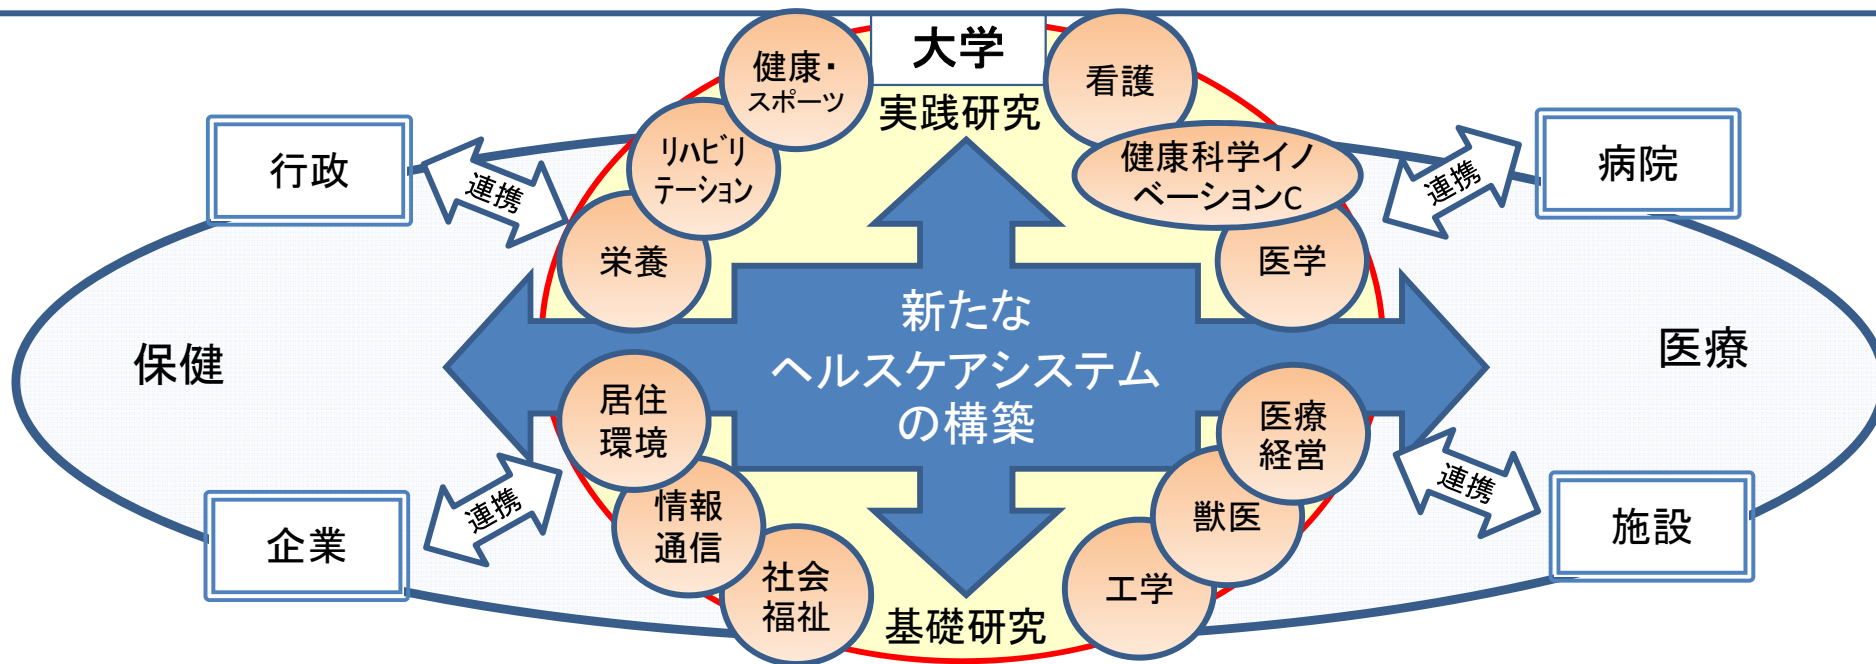 大学
健康・
スポーツ
看護
実践研究
行政
連携
リハビリ
テーション
健康科学イノ
ベーションC
連携
病院
栄養
医学
新たな
ヘルスケアシステム
の構築
保健
医療
居住
環境
医療
経営
連携
情報
通信
獣医
連携
企業
施設
社会
福祉
工学
基礎研究